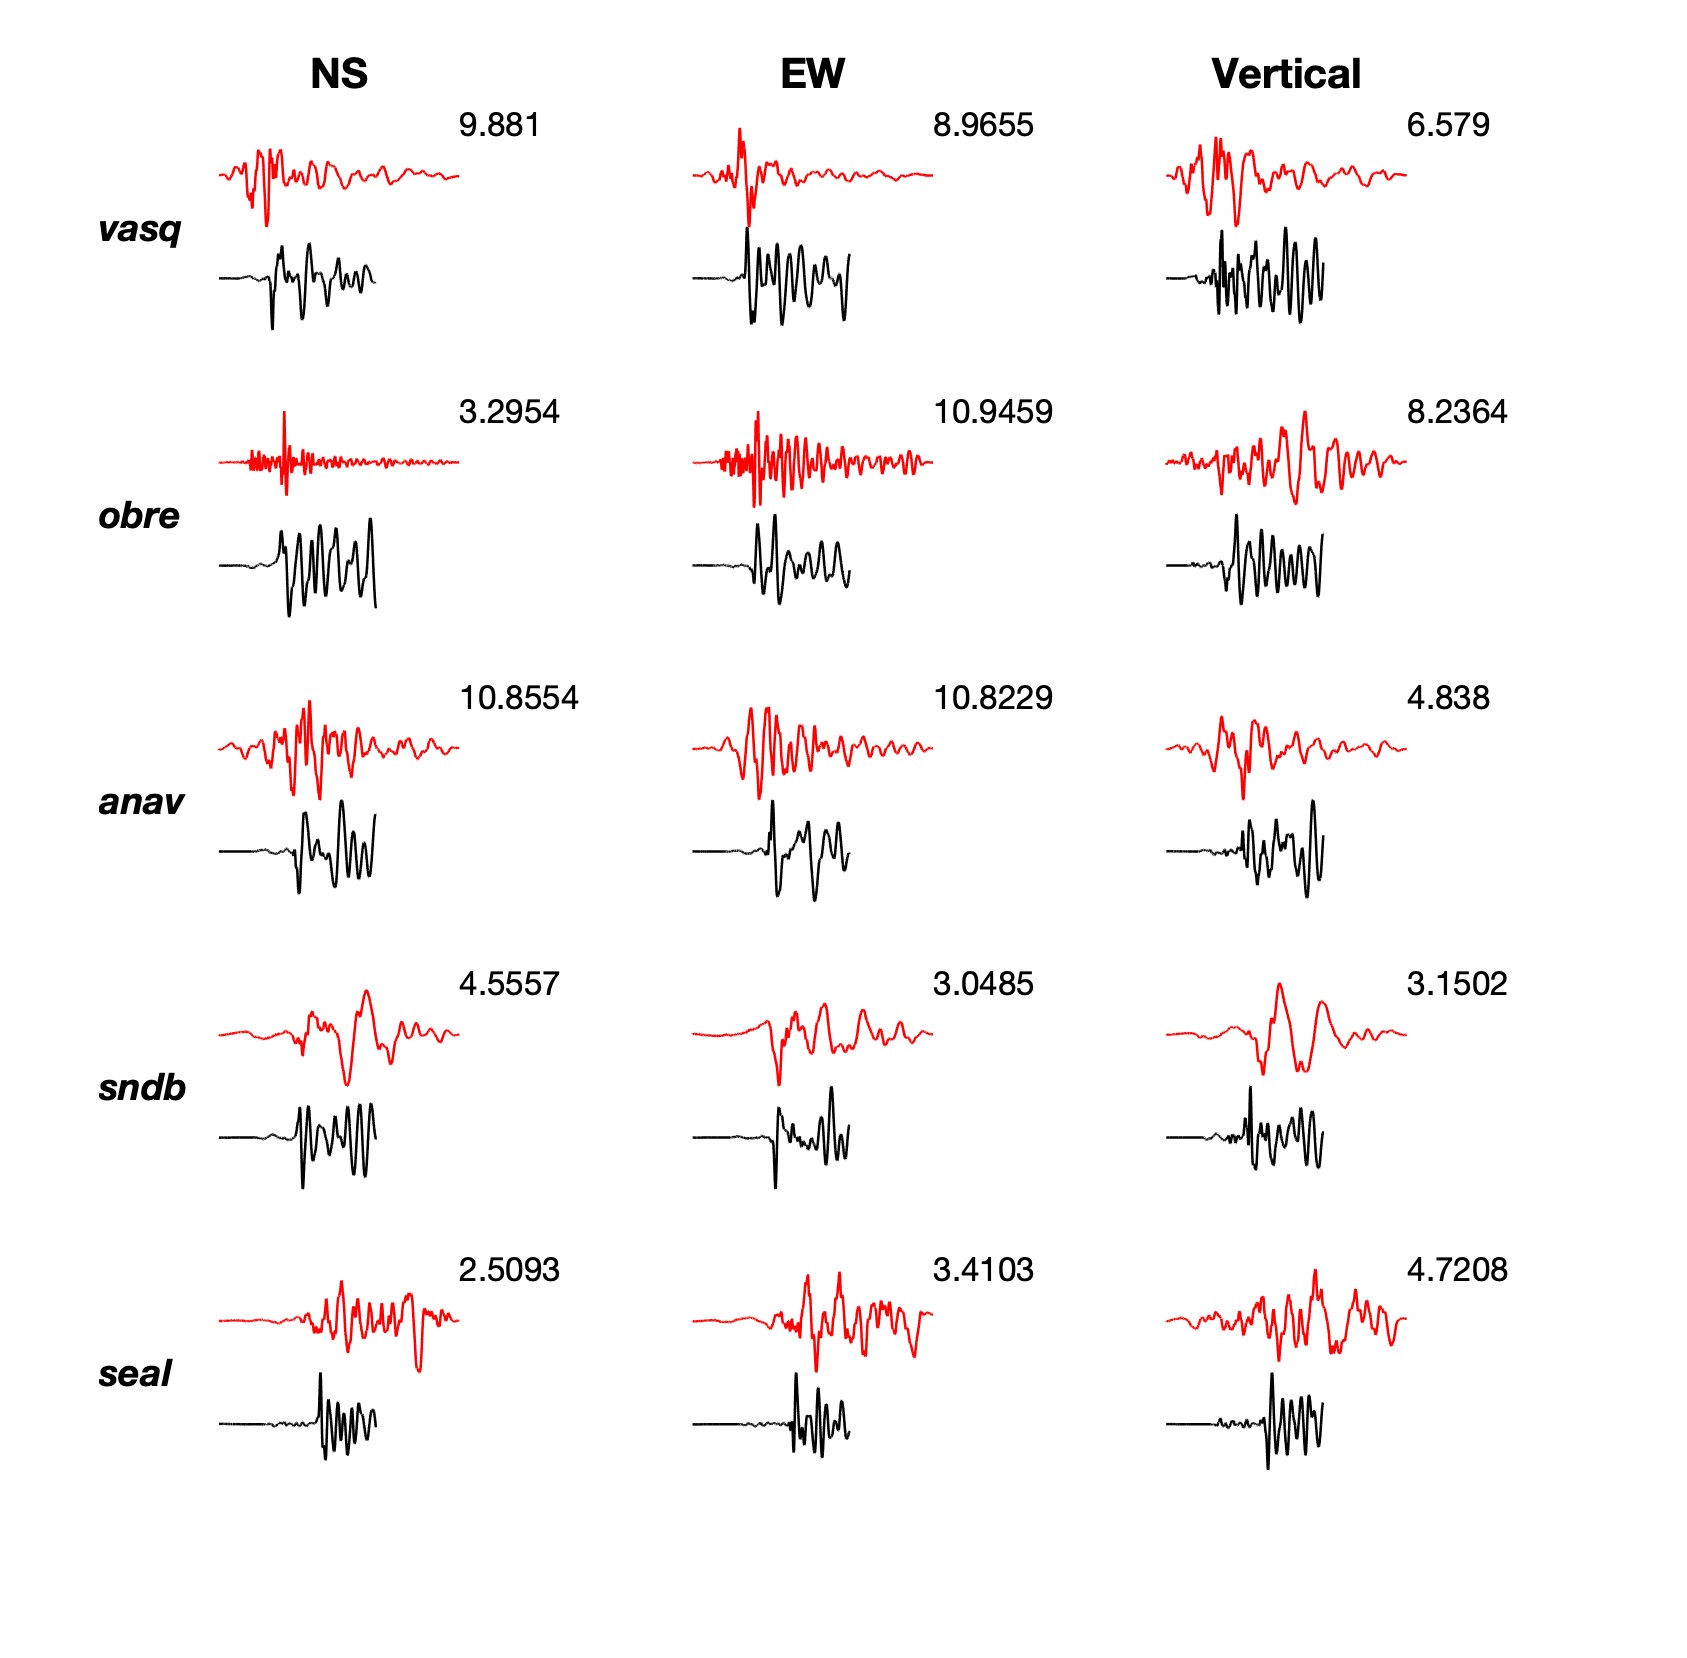 NS EW Vertical
9.881 8.9655 6.579
vasq
3.2954 10.9459 8.2364
obre
10.8554 10.8229 4.838
anav
4.5557 3.0485 3.1502
sndb
2.5093 3.4103 4.7208
seal